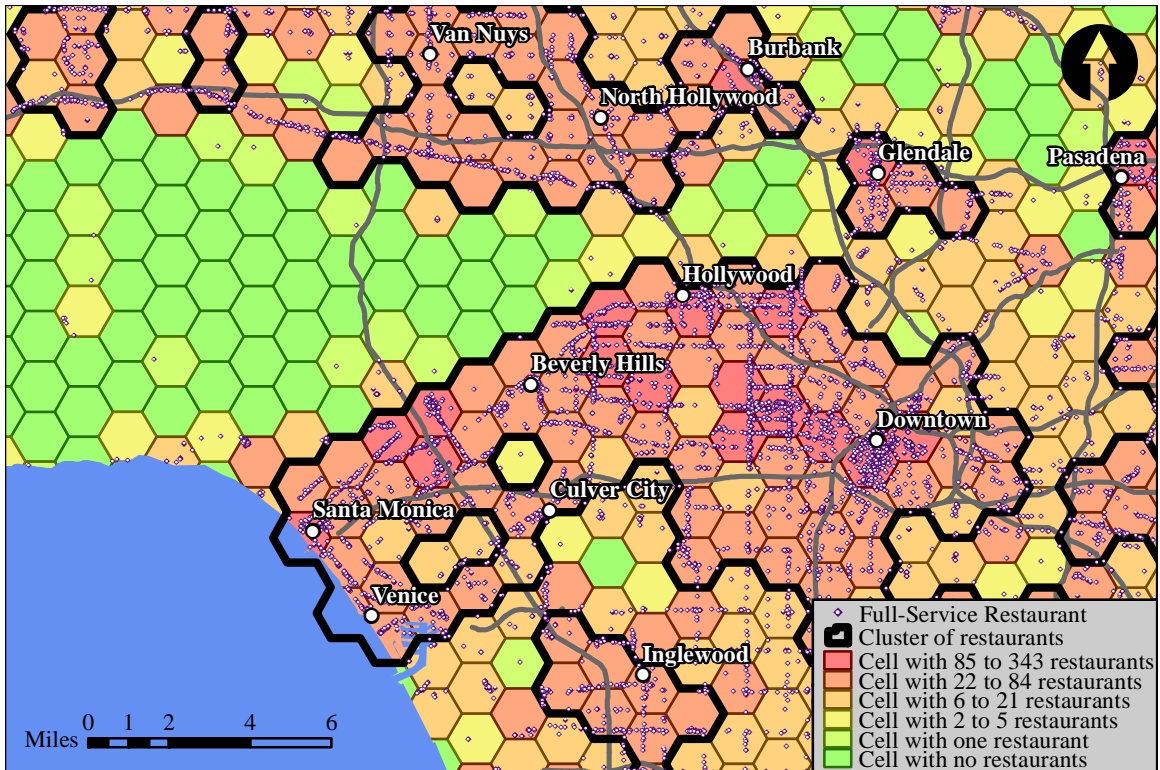 Van Nuys
Burbank
North Hollywood
Glendale
Pasadena
Hollywood
Beverly Hills
Downtown
Culver City
Santa Monica
Venice
Inglewood
Full-Service Restaurant
Cluster of restaurants
Cell with 85 to 343 restaurants
Cell with 22 to 84 restaurants
Cell with 6 to 21 restaurants
Cell with 2 to 5 restaurants
Cell with one restaurant
Cell with no restaurants
0 1 2 4 6
Miles